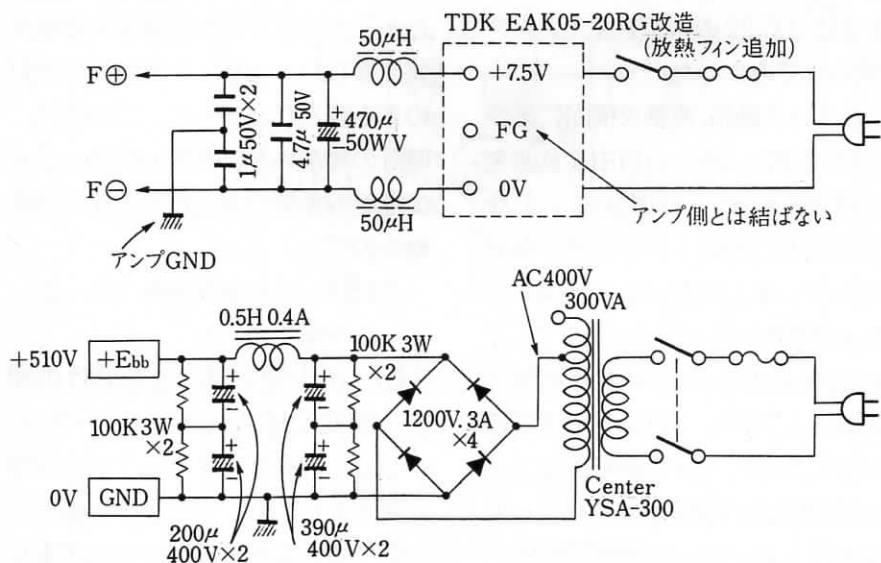 TDK EAK05-20RG改造
(放熱フィン追加)
50μH
F⊕
+7.5V
1μ50V×2
4.7μ 50V
470μ
50WV
FG
F⊖
0V
50μH
アンプ側とは結ばない
アンプGND
AC400V
300VA
0.5H 0.4A
+510V
+Ebb
100K 3W
×2
100K 3W
×2
1200V.3A
×4
0V
GND
Center
YSA-300
200μ
400V×2
390μ
400V×2